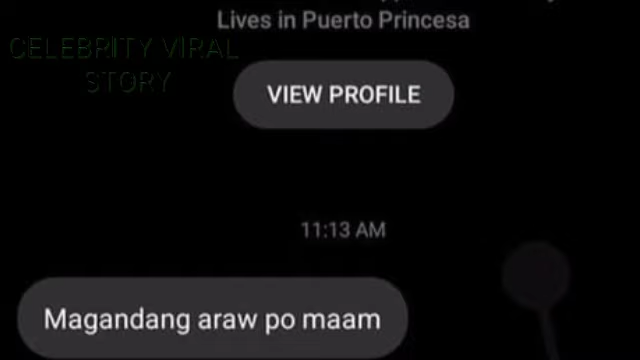 Lives in Puerto Princesa
CELEBRITY VIRAL
STORY
VIEW PROFILE
11:13 AM
Magandang araw po maam